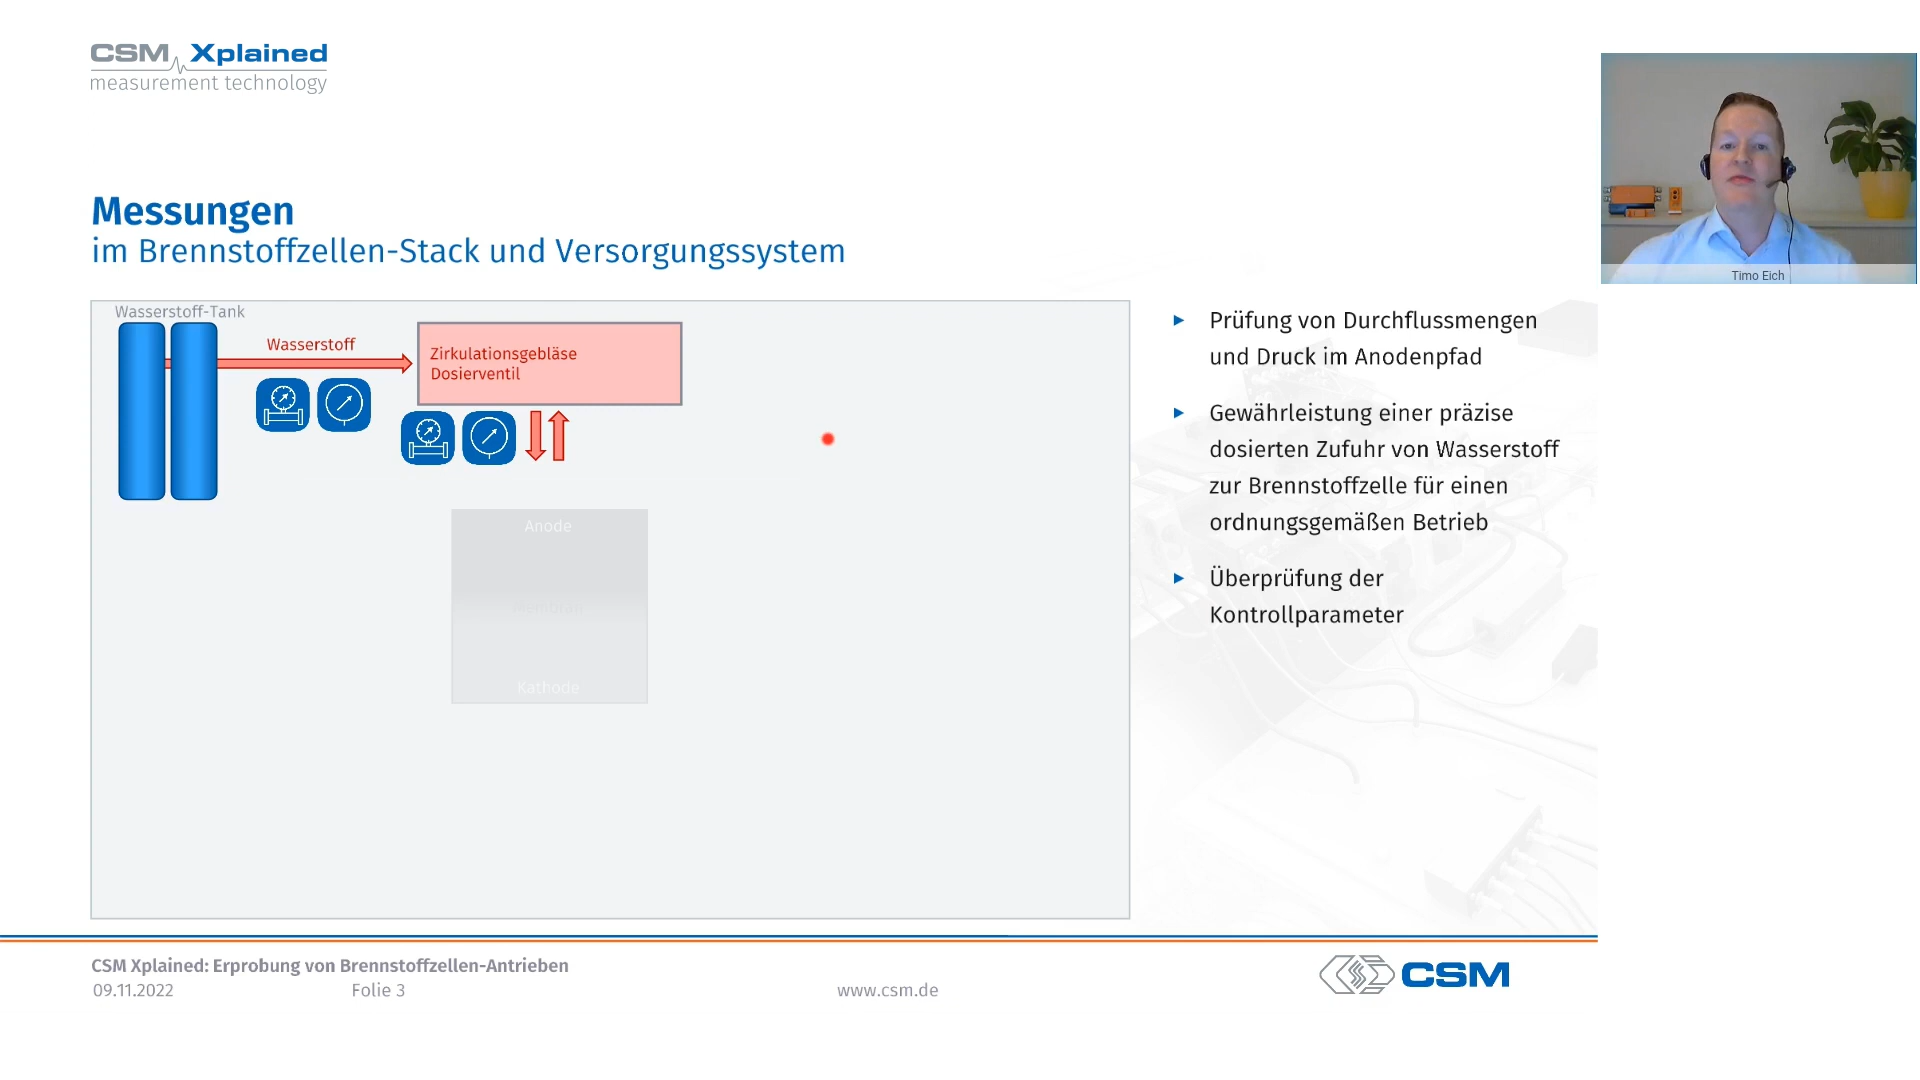 CSM Xplained
measurement technology
Messungen
im Brennstoffzellen-Stack und Versorgungssystem
Wasserstoff-Tank
Wasserstoff
Zirkulationsgebläse
Dosierventil
Anode
Membran
Kathode
▸ Prüfung von Durchflussmengen
und Druck im Anodenpfad
▸ Gewährleistung einer präzise
dosierten Zufuhr von Wasserstoff
zur Brennstoffzelle für einen
ordnungsgemäßen Betrieb
▸ Überprüfung der
Kontrollparameter
Timo Eich
CSM Xplained: Erprobung von Brennstoffzellen-Antrieben
09.11.2022 Folie 3 www.csm.de
CSM